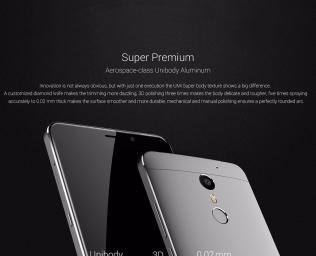 Super Premium
Aerospace-class Unibody Aluminum
Innovation is not always obvious, but with just one execution the UMi Super body texture shows a big difference.
A customized diamond knife makes the trimming more dazzling, 3D polishing three times makes the body delicate and tougher, five times spraying
accurately to 0.02 mm thick makes the surface smoother and more durable, mechanical and manual polishing ensures a perfectly rounded arc.
Unibody 3D 0.02 mm